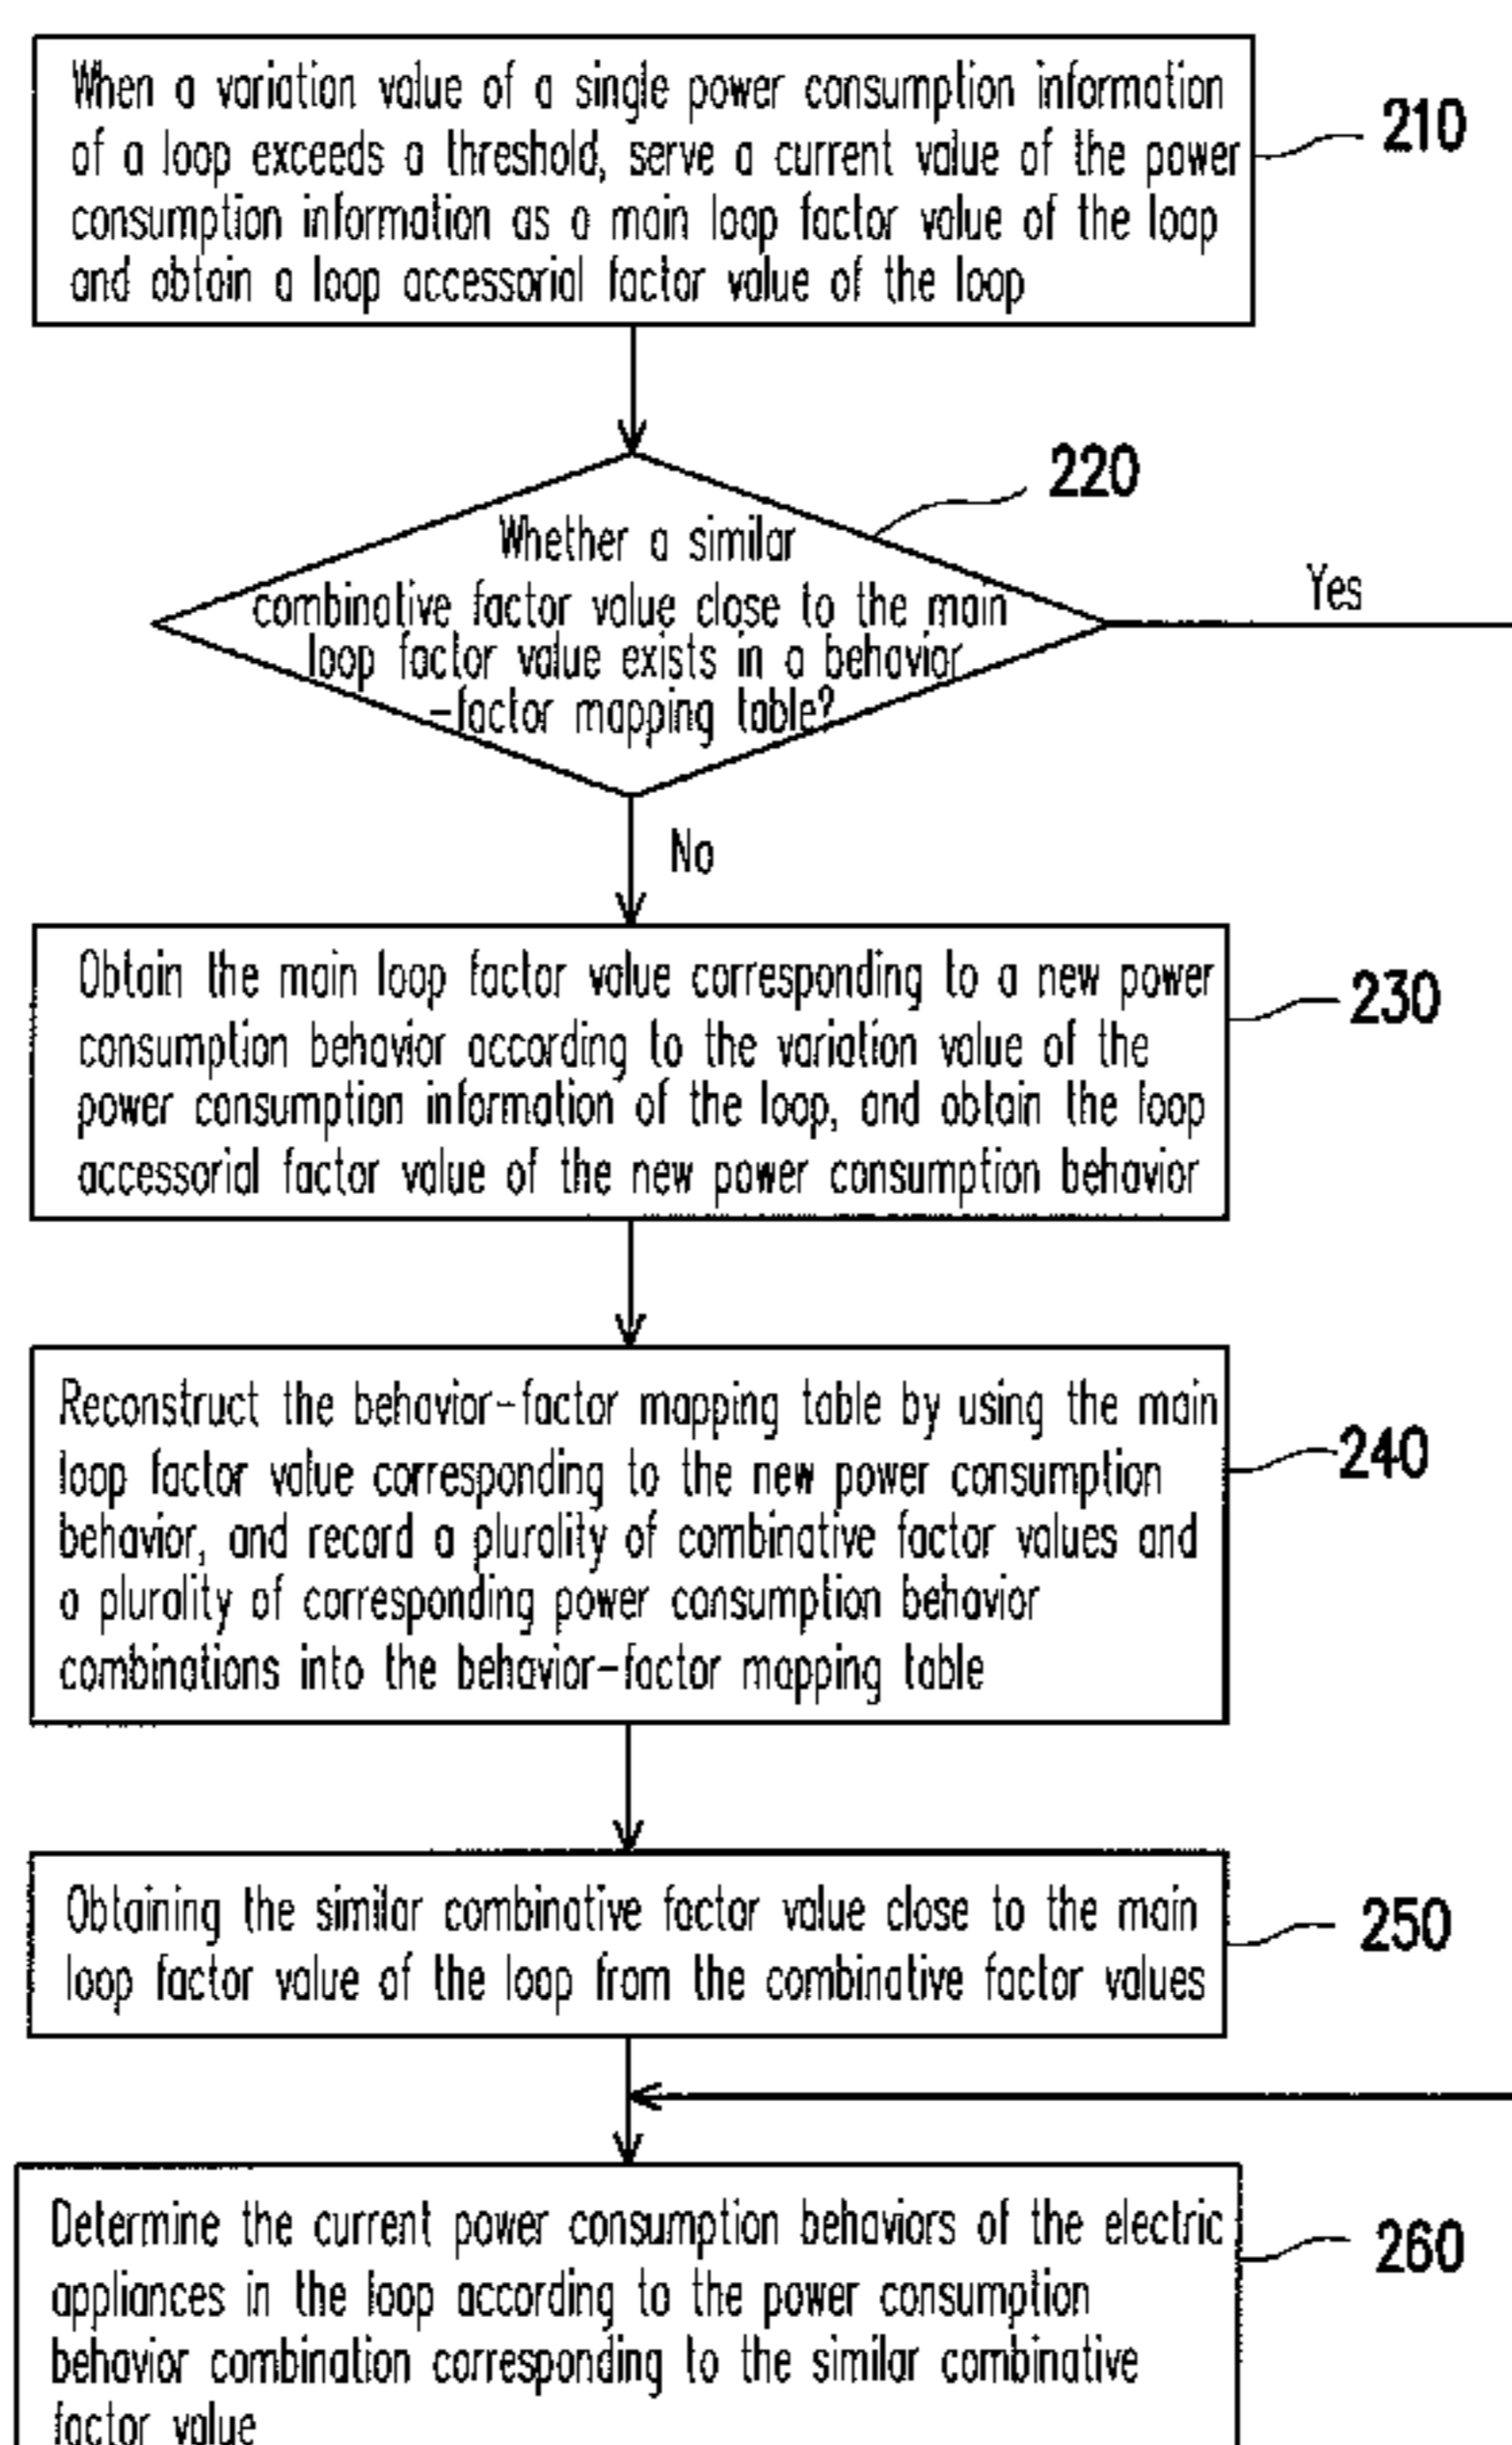 When a variation value of a single power consumption information
of a loop exceeds a threshold, serve a current value of the power
consumption information as a main loop factor value of the loop
and obtain a loop accessorial factor value of the loop
210
220
Whether a similar
combinative factor value close to the main
loop factor value exists in a behavior
-factor mapping table?
Yes
No
Obtain the main loop factor value corresponding to a new power
consumption behavior according to the variation value of the
power consumption information of the loop, and obtain the loop
accessorial factor value of the new power consumption behavior
230
Reconstruct the behavior-factor mapping table by using the main
loop factor value corresponding to the new power consumption
behavior, and record a plurality of combinative factor values and
a plurality of corresponding power consumption behavior
combinations into the behavior-factor mapping table
240
Obtaining the similar combinative factor value close to the main
loop factor value of the loop from the combinative factor values
250
Determine the current power consumption behaviors of the electric
appliances in the loop according to the power consumption
behavior combination corresponding to the similar combinative
factor value
260